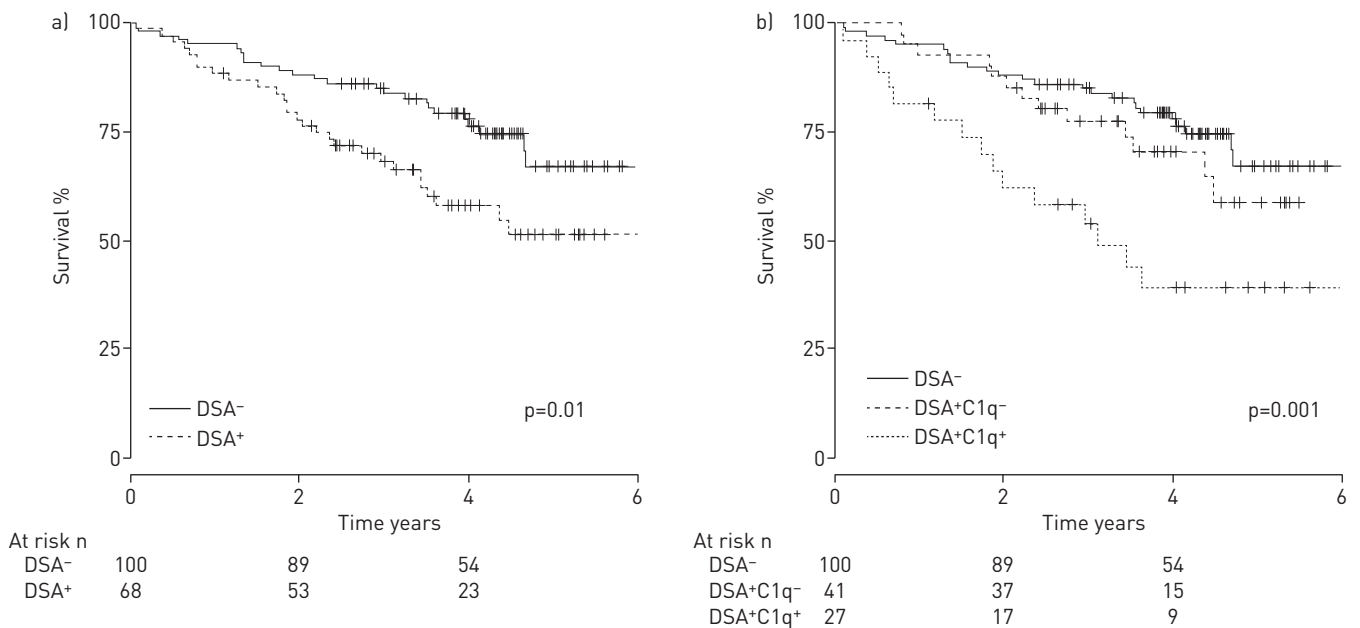 a)
100
75
50
25
0
Survival %
DSA⁻
DSA⁺
p=0.01
0 2 4 6
Time years
At risk n
DSA⁻ 100 89 54
DSA⁺ 68 53 23
b)
100
75
50
25
0
Survival %
DSA⁻
DSA⁺C1q⁻
DSA⁺C1q⁺
p=0.001
0 2 4 6
Time years
At risk n
DSA⁻ 100 89 54
DSA⁺C1q⁻ 41 37 15
DSA⁺C1q⁺ 27 17 9